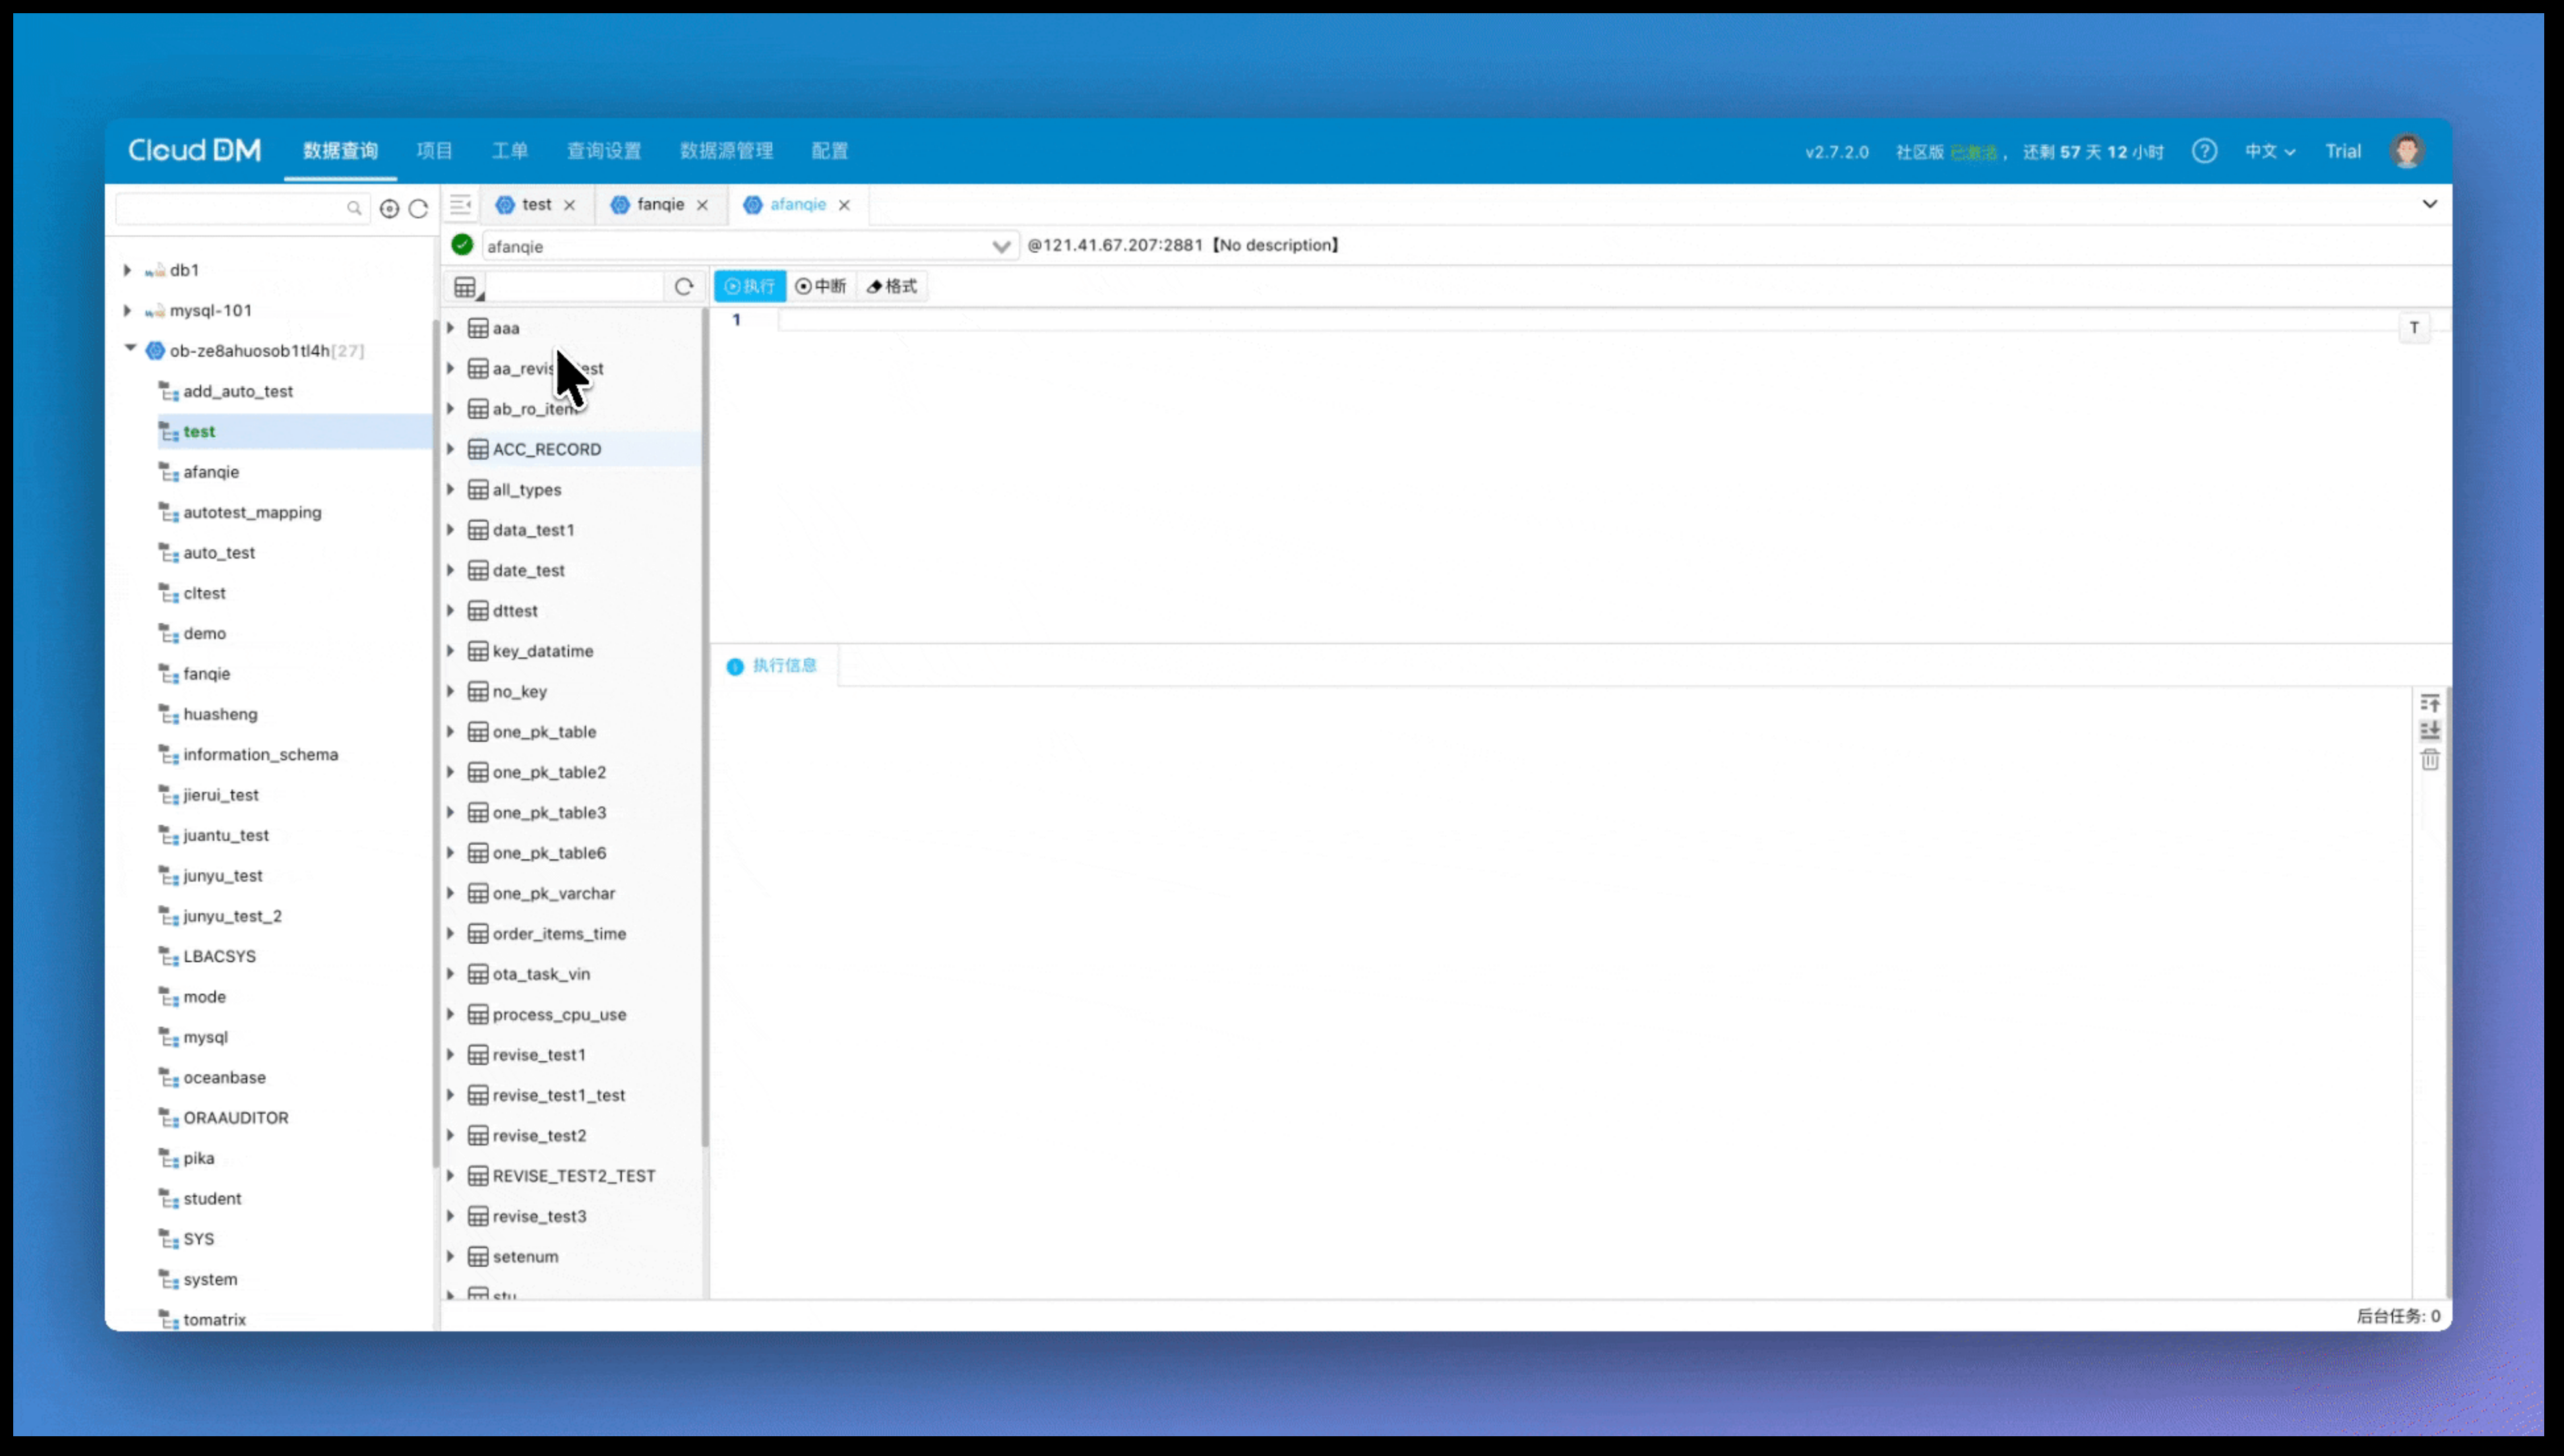 Cloud DM 数据查询 项目 工单 查询设置 数据源管理 配置 v2.7.2.0 社区版 已激活， 还剩 57 天 12 小时 ? 中文 Trial
test fanqie afanqie
afanqie @121.41.67.207:2881【No description】
执行 中断 格式
db1
mysql-101
ob-ze8ahuosob1tl4h[27]
add_auto_test
test
afanqie
autotest_mapping
auto_test
cltest
demo
fanqie
huasheng
information_schema
jierui_test
juantu_test
junyu_test
junyu_test_2
LBACSYS
mode
mysql
oceanbase
ORAAUDITOR
pika
student
SYS
system
tomatrix
aaa
ab_ro_item
ACC_RECORD
all_types
data_test1
date_test
dttest
key_datatime
no_key
one_pk_table
one_pk_table2
one_pk_table3
one_pk_table6
one_pk_varchar
order_items_time
ota_task_vin
process_cpu_use
revise_test1
revise_test1_test
revise_test2
REVISE_TEST2_TEST
revise_test3
setenum
stu
1
T
执行信息
后台任务: 0